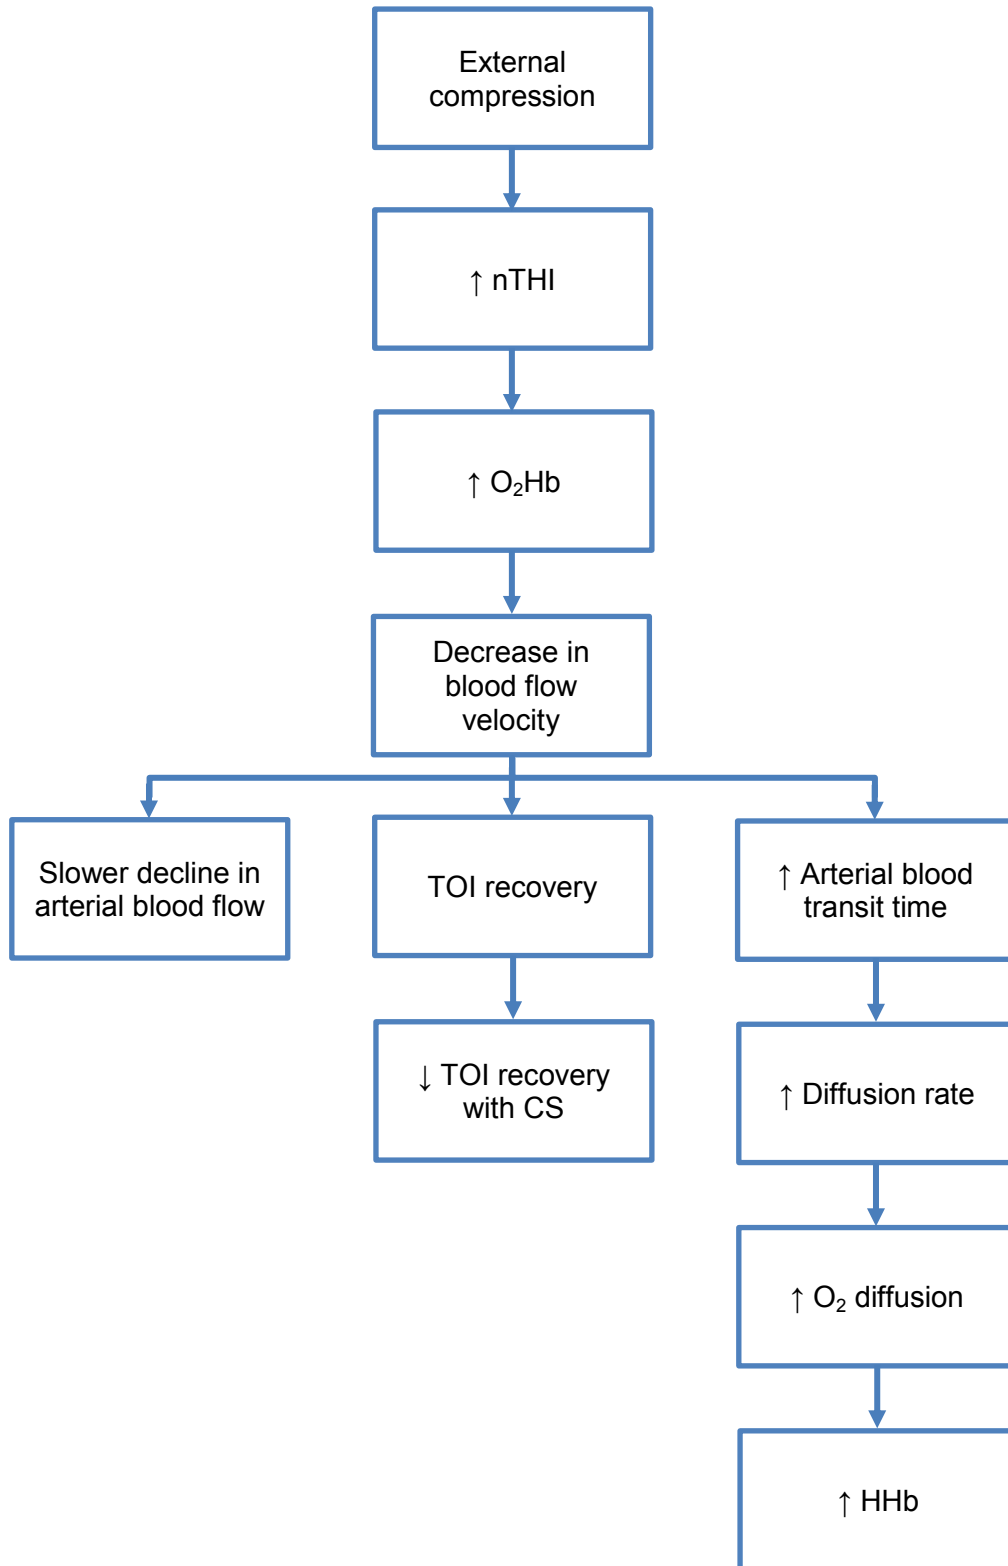 External
compression
↑ nTHI
↑ O₂Hb
Decrease in
blood flow
velocity
Slower decline in
arterial blood flow
TOI recovery
↑ Arterial blood
transit time
↓ TOI recovery
with CS
↑ Diffusion rate
↑ O₂ diffusion
↑ HHb